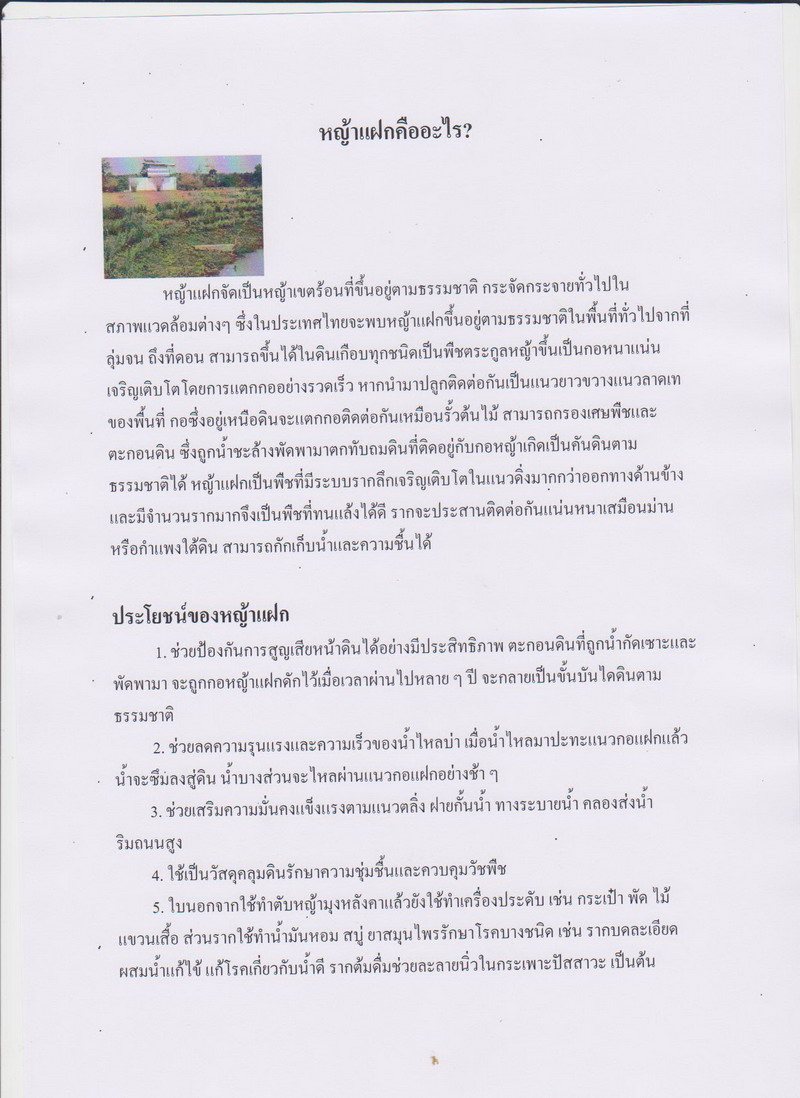 หญ้าแฝกคืออะไร?
หญ้าแฝกจัดเป็นหญ้าเขตร้อนที่ขึ้นอยู่ตามธรรมชาติ กระจัดกระจายทั่วไปใน
สภาพแวดล้อมต่างๆ ซึ่งในประเทศไทยจะพบหญ้าแฝกขึ้นอยู่ตามธรรมชาติในพื้นที่ทั่วไปจากที่
ลุ่มจน ถึงที่ดอน สามารถขึ้นได้ในดินเกือบทุกชนิดเป็นพืชตระกูลหญ้าขึ้นเป็นกอหนาแน่น
เจริญเติบโตโดยการแตกกออย่างรวดเร็ว หากนำมาปลูกติดต่อกันเป็นแนวยาวขวางแนวลาดเท
ของพื้นที่ กอซึ่งอยู่เหนือดินจะแตกกอติดต่อกันเหมือนรั้วต้นไม้ สามารถกรองเศษพืชและ
ตะกอนดิน ซึ่งถูกน้ำชะล้างพัดพามาตกทับถมดินที่ติดอยู่กับกอหญ้าเกิดเป็นคันดินตาม
ธรรมชาติได้ หญ้าแฝกเป็นพืชที่มีระบบรากลึกเจริญเติบโตในแนวดิ่งมากกว่าออกทางด้านข้าง
และมีจำนวนรากมากจึงเป็นพืชที่ทนแล้งได้ดี รากจะประสานติดต่อกันแน่นหนาเสมือนม่าน
หรือกำแพงใต้ดิน สามารถกักเก็บน้ำและความชื้นได้
ประโยชน์ของหญ้าแฝก
1. ช่วยป้องกันการสูญเสียหน้าดินได้อย่างมีประสิทธิภาพ ตะกอนดินที่ถูกน้ำกัดเซาะและ
พัดพามา จะถูกกอหญ้าแฝกดักไว้เมื่อเวลาผ่านไปหลาย ๆ ปี จะกลายเป็นขั้นบันไดดินตาม
ธรรมชาติ
2. ช่วยลดความรุนแรงและความเร็วของน้ำไหลบ่า เมื่อน้ำไหลมาปะทะแนวกอแฝกแล้ว
น้ำจะซึมลงสู่ดิน น้ำบางส่วนจะไหลผ่านแนวกอแฝกอย่างช้า ๆ
3. ช่วยเสริมความมั่นคงแข็งแรงตามแนวตลิ่ง ฝายกั้นน้ำ ทางระบายน้ำ คลองส่งน้ำ
ริมถนนสูง
4. ใช้เป็นวัสดุคลุมดินรักษาความชุ่มชื้นและควบคุมวัชพืช
5. ใบนอกจากใช้ทำตับหญ้ามุงหลังคาแล้วยังใช้ทำเครื่องประดับ เช่น กระเป๋า พัด ไม้
แขวนเสื้อ ส่วนรากใช้ทำน้ำมันหอม สบู่ ยาสมุนไพรรักษาโรคบางชนิด เช่น รากบดละเอียด
ผสมน้ำแก้ไข้ แก้โรคเกี่ยวกับน้ำดี รากต้มดื่มช่วยละลายนิ่วในกระเพาะปัสสาวะ เป็นต้น